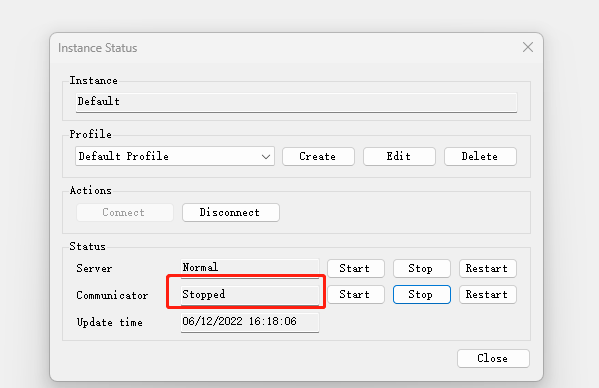 Instance Status
Instance
Default
Profile
Default Profile Create Edit Delete
Actions
Connect Disconnect
Status
Server Normal Start Stop Restart
Communicator Stopped Start Stop Restart
Update time 06/12/2022 16:18:06
Close